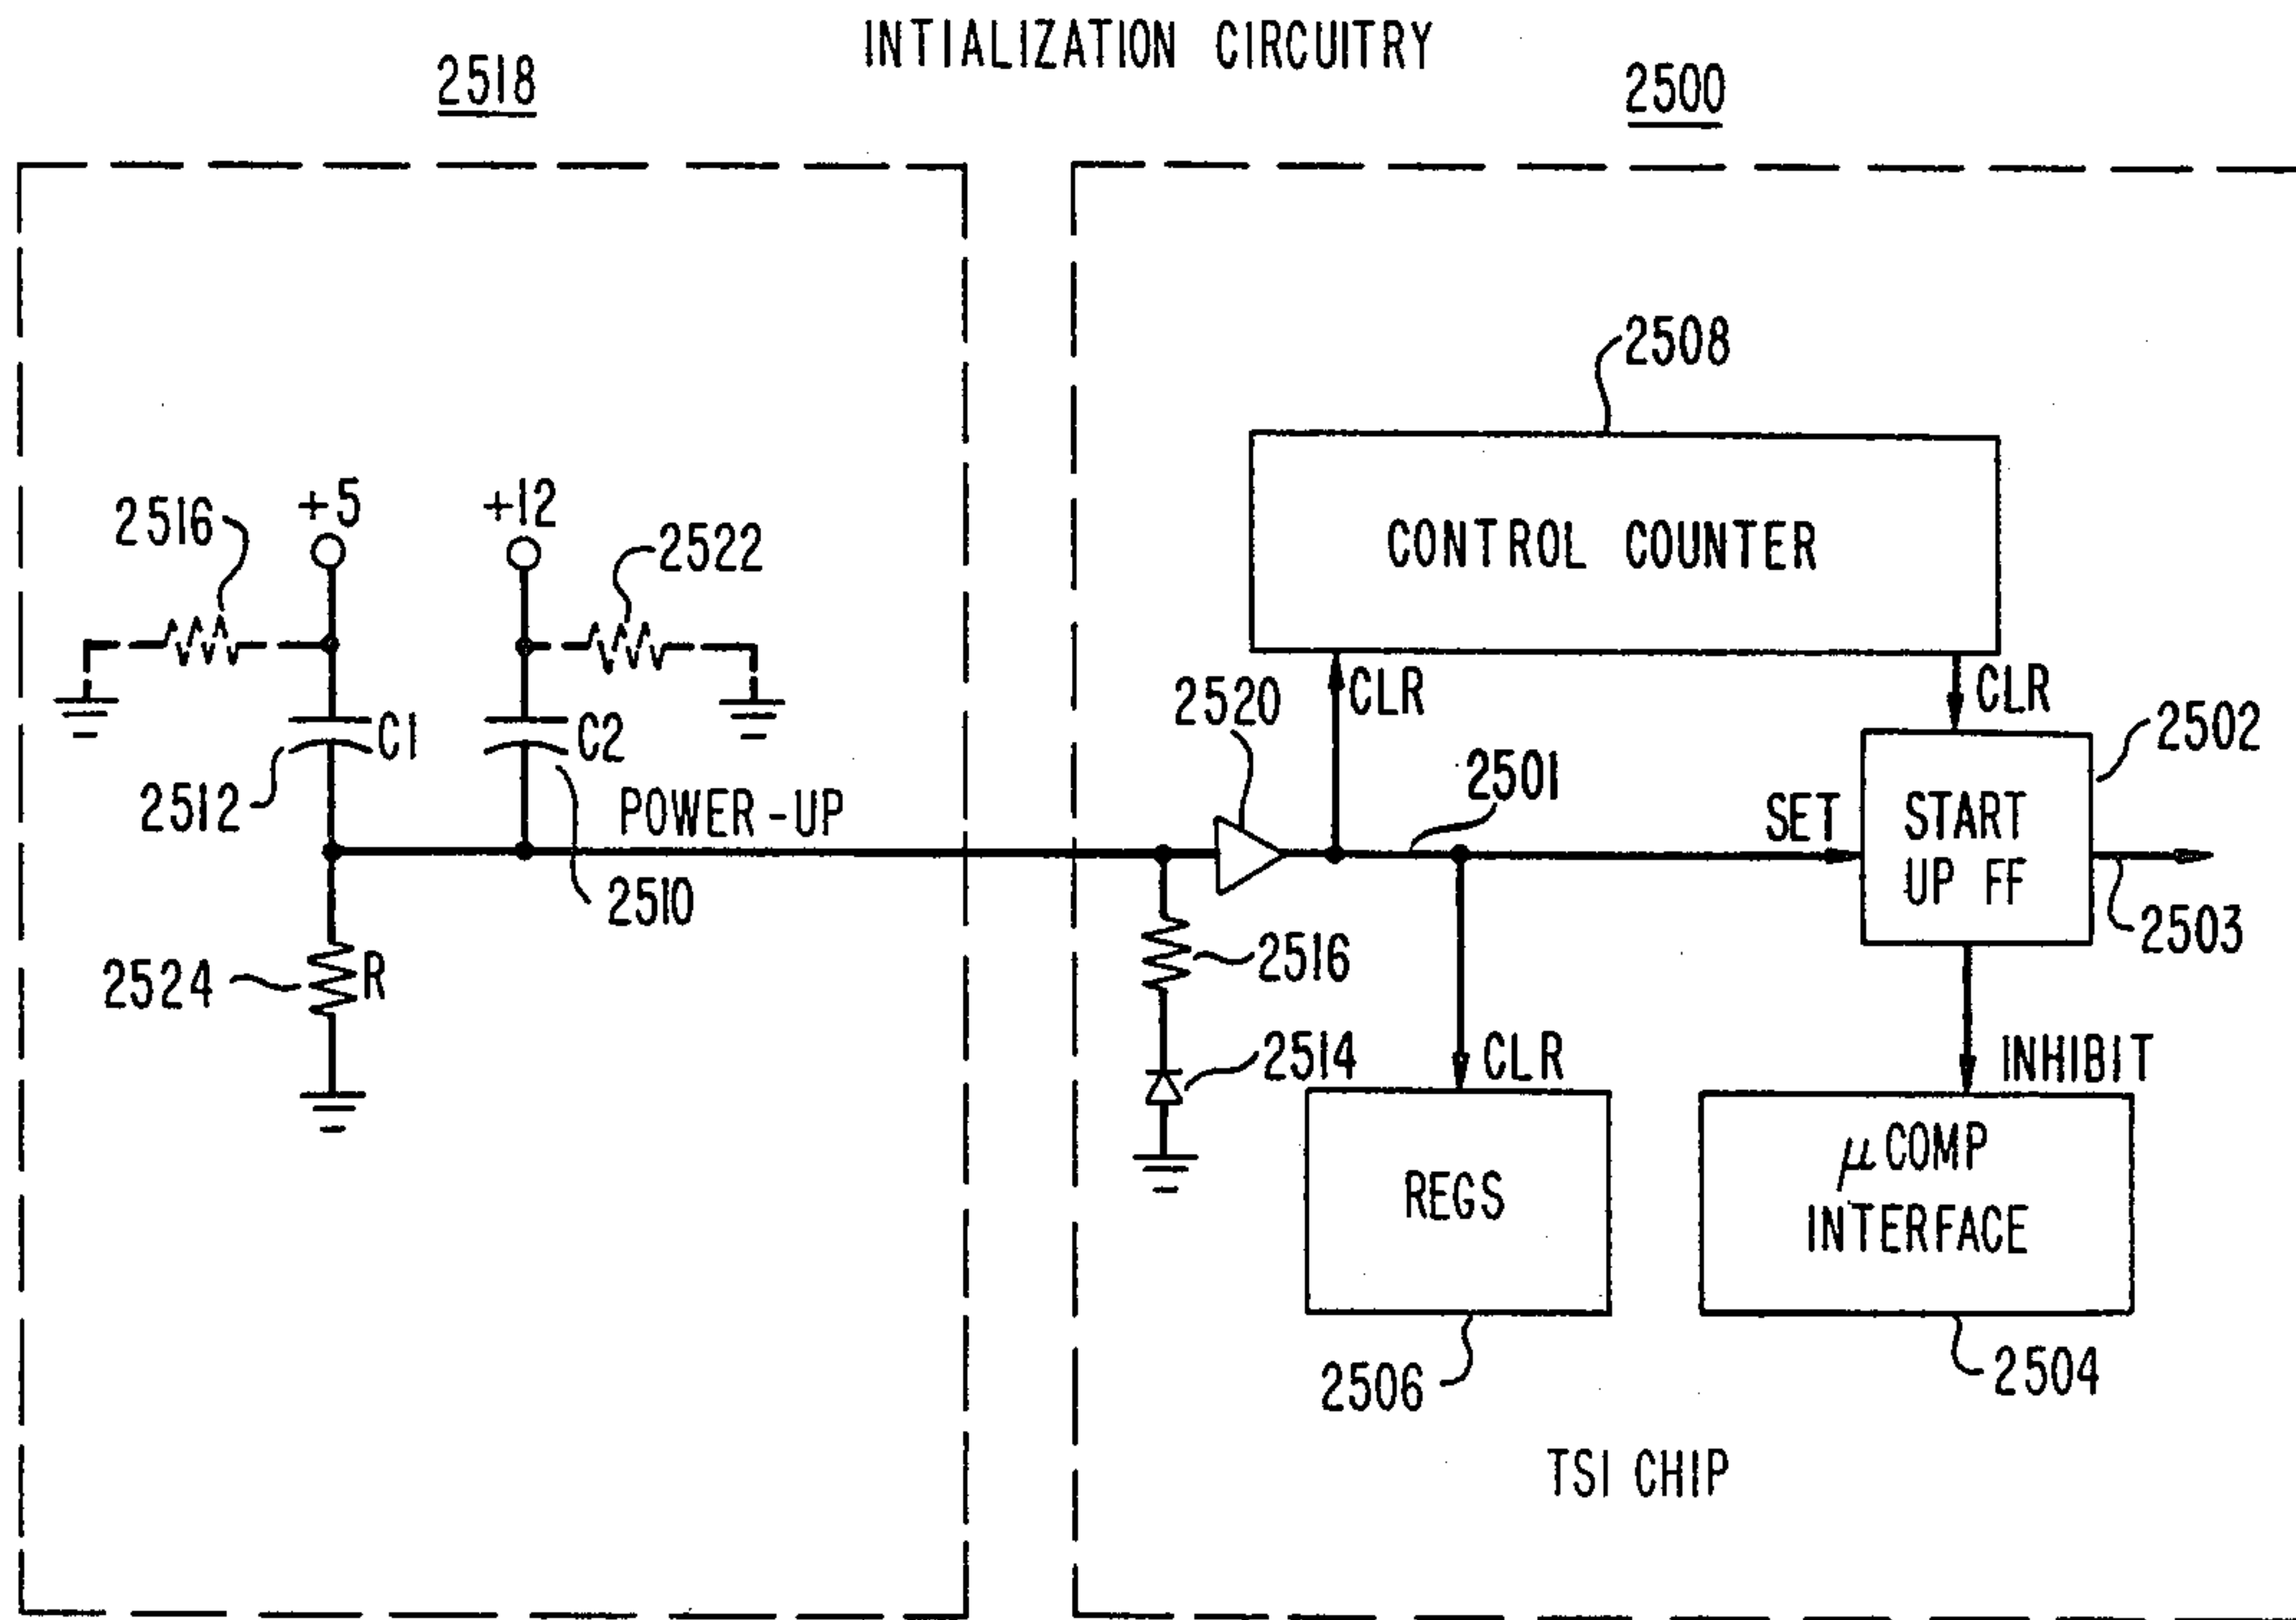 INTIALIZATION CIRCUITRY
2518
2500
2508
CONTROL COUNTER
2516
+5
+12
2522
CLR
CLR
2520
C1
C2
2512
2510
POWER-UP
2501
SET
START
UP FF
2502
2503
2524
R
2516
2514
CLR
INHIBIT
REGS
μCOMP
INTERFACE
2506
2504
TSI CHIP